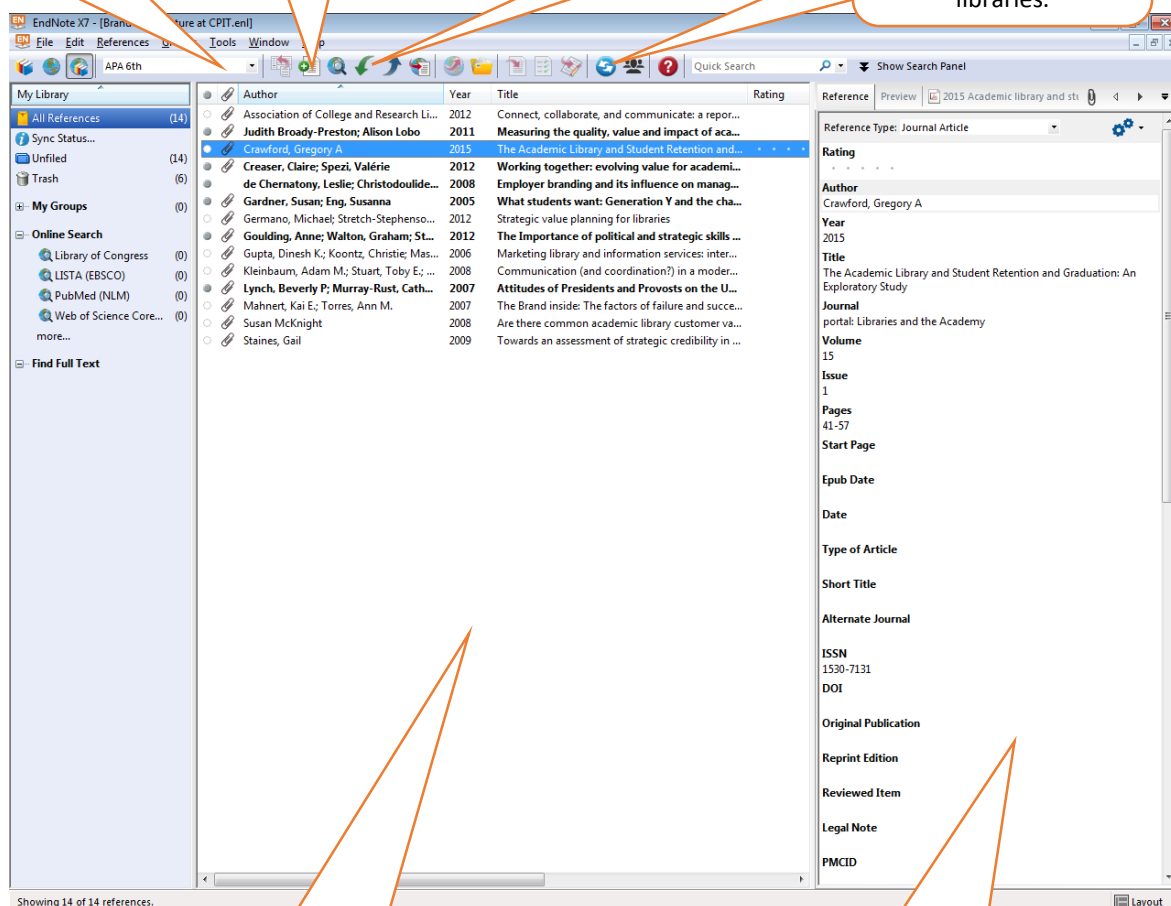 libraries.
EndNote X7 - [Brand ture at CPIT.enl]
File Edit References Tools Window p
APA 6th Quick Search Show Search Panel
My Library
All References (14)
Sync Status...
Unfiled (14)
Trash (6)
My Groups (0)
Online Search
Library of Congress (0)
LISTA (EBSCO) (0)
PubMed (NLM) (0)
Web of Science Core... (0)
more...
Find Full Text
Author Year Title Rating
Association of College and Research Li... 2012 Connect, collaborate, and communicate: a repor...
Judith Broady-Preston; Alison Lobo 2011 Measuring the quality, value and impact of aca...
Crawford, Gregory A 2015 The Academic Library and Student Retention and...
Creaser, Claire; Spezi, Valérie 2012 Working together: evolving value for academi...
de Chernatony, Leslie; Christodoulide... 2008 Employer branding and its influence on manag...
Gardner, Susan; Eng, Susanna 2005 What students want: Generation Y and the cha...
Germano, Michael; Stretch-Stephenso... 2012 Strategic value planning for libraries
Goulding, Anne; Walton, Graham; St... 2012 The Importance of political and strategic skills ...
Gupta, Dinesh K.; Koontz, Christie; Mas... 2006 Marketing library and information services: inter...
Kleinbaum, Adam M.; Stuart, Toby E.; ... 2008 Communication (and coordination?) in a moder...
Lynch, Beverly P; Murray-Rust, Cath... 2007 Attitudes of Presidents and Provosts on the U...
Mahnert, Kai E.; Torres, Ann M. 2007 The Brand inside: The factors of failure and succe...
Susan McKnight 2008 Are there common academic library customer va...
Staines, Gail 2009 Towards an assessment of strategic credibility in ...
Reference Preview 2015 Academic library and stu
Reference Type: Journal Article
Rating
Author
Crawford, Gregory A
Year
2015
Title
The Academic Library and Student Retention and Graduation: An
Exploratory Study
Journal
portal: Libraries and the Academy
Volume
15
Issue
1
Pages
41-57
Start Page
Epub Date
Date
Type of Article
Short Title
Alternate Journal
ISSN
1530-7131
DOI
Original Publication
Reprint Edition
Reviewed Item
Legal Note
PMCID
Showing 14 of 14 references. Layout